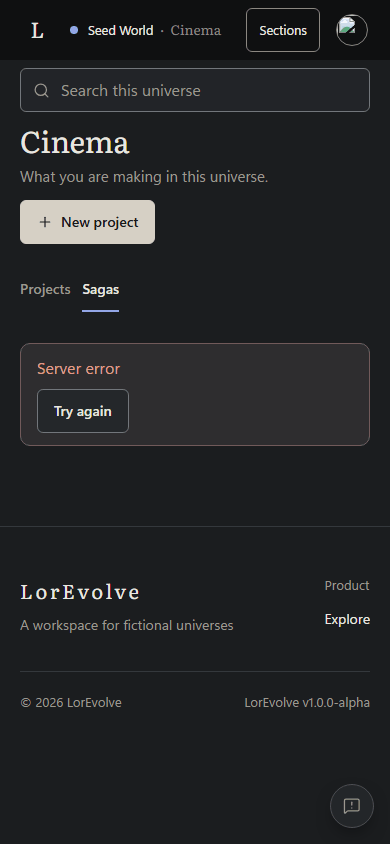 L
Seed World · Cinema
Sections
Search this universe
Cinema
What you are making in this universe.
New project
Projects Sagas
Server error
Try again
LorEvolve
A workspace for fictional universes
Product
Explore
© 2026 LorEvolve
LorEvolve v1.0.0-alpha